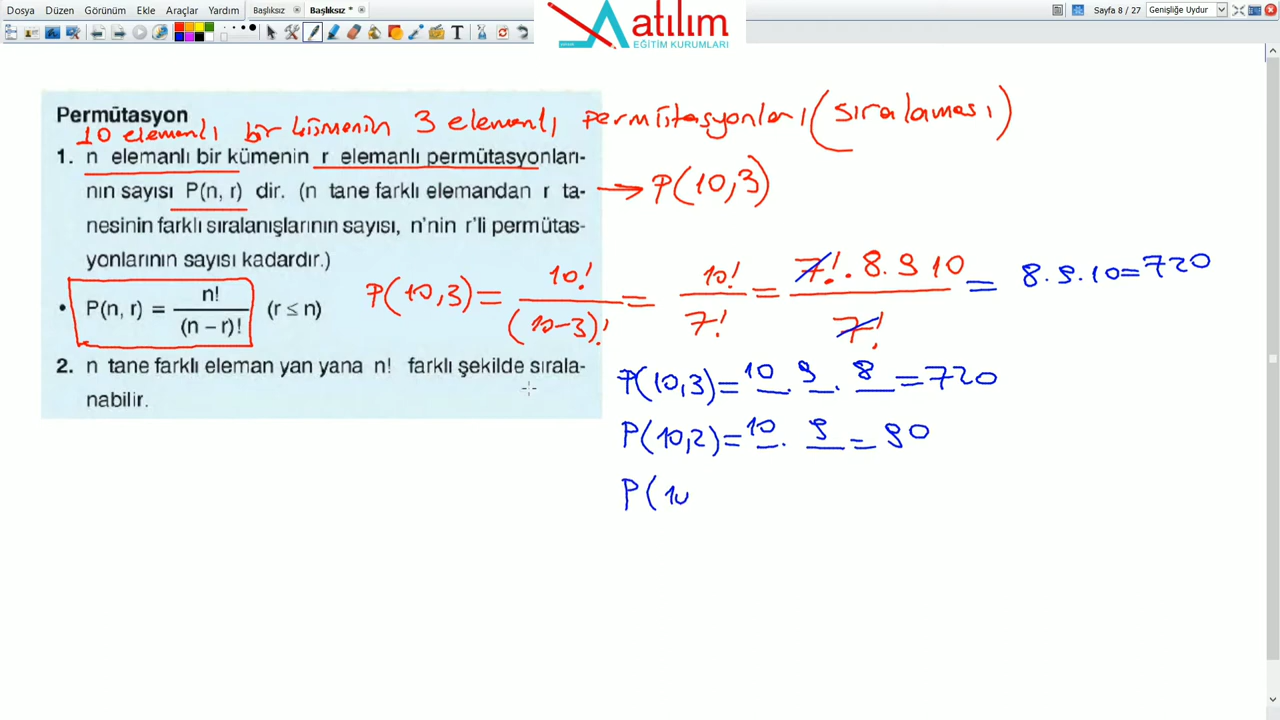 Dosya Düzen Görünüm Ekle Araçlar Yardım Başlıksız Başlıksız * Sayfa 8 / 27 Genişliğe Uydur
atılım
EĞİTİM KURUMLARI
Permütasyon
10 elemanlı bir kümenin 3 elemanlı permütasyonları (sıralaması)
1. n elemanlı bir kümenin r elemanlı permütasyonları-
nın sayısı P(n, r) dir. (n tane farklı elemandan r ta- → P(10,3)
nesinin farklı sıralanışlarının sayısı, n'nin r'li permütas-
yonlarının sayısı kadardır.)
• P(n, r) = n! / (n – r)! (r ≤ n) P(10,3) = 10! / (10-3)! = 10! / 7! = 7!.8.9 10 / 7! = 8.9.10=720
2. n tane farklı eleman yan yana n! farklı şekilde sırala-
nabilir.
P(10,3)= 10 . 9 . 8 = 720
P(10,2)= 10 . 9 = 90
P(10